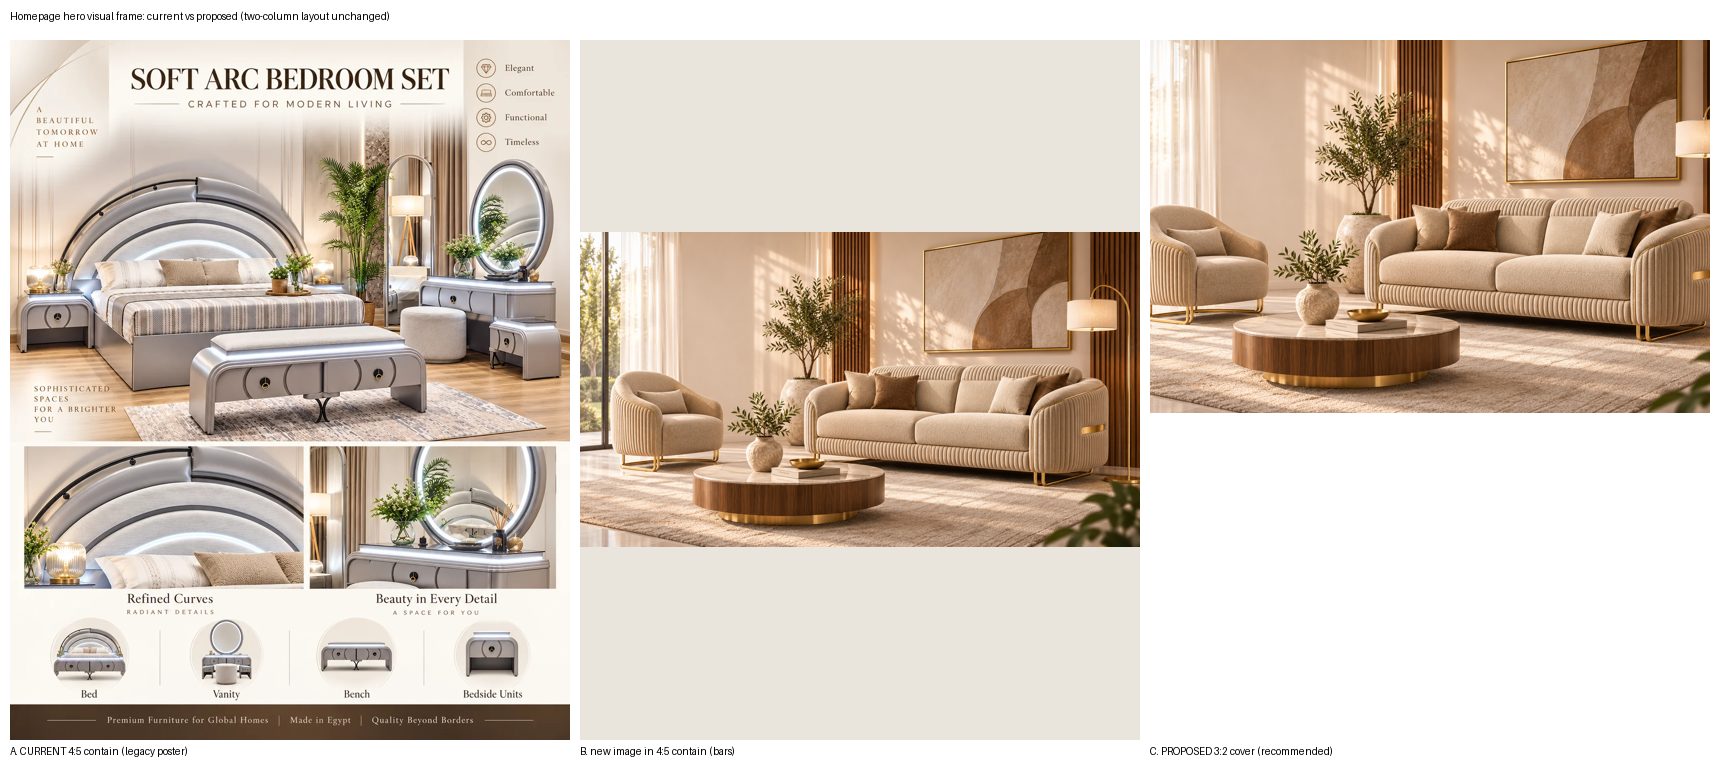 Homepage hero visual frame: current vs proposed (two-column layout unchanged)
SOFT ARC BEDROOM SET
CRAFTED FOR MODERN LIVING
A
BEAUTIFUL
TOMORROW
AT HOME
Elegant
Comfortable
Functional
Timeless
SOPHISTICATED
SPACES
FOR A BRIGHTER
YOU
Refined Curves
RADIANT DETAILS
Beauty in Every Detail
A SPACE FOR YOU
Bed
Vanity
Bench
Bedside Units
Premium Furniture for Global Homes | Made in Egypt | Quality Beyond Borders
A. CURRENT 4:5 contain (legacy poster)
B. new image in 4:5 contain (bars)
C. PROPOSED 3:2 cover (recommended)